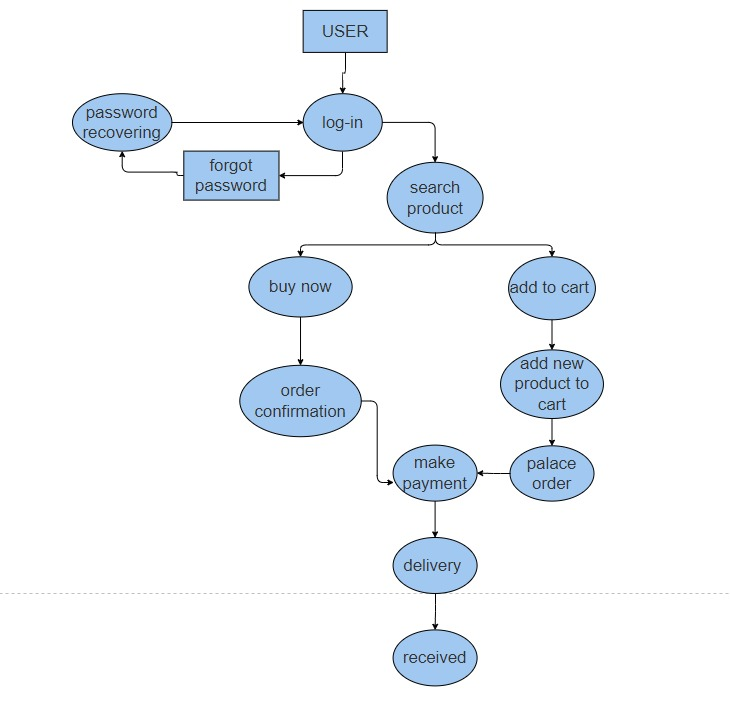 USER
password
recovering
log-in
forgot
password
search
product
buy now
add to cart
order
confirmation
add new
product to
cart
make
payment
palace
order
delivery
received